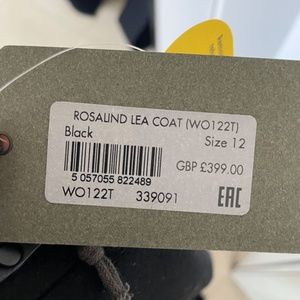 ROSALIND LEA COAT (WO122T)
Black Size 12
5 057055 822489 GBP £399.00
WO122T 339091 EAC